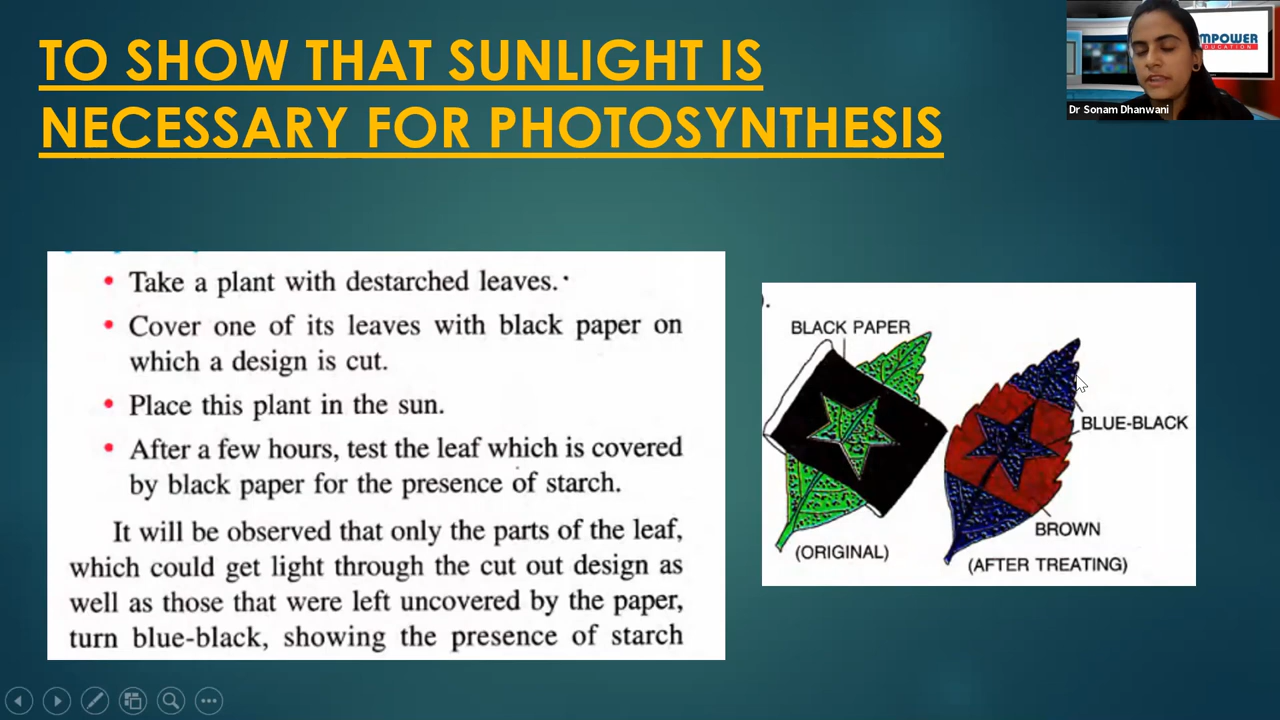 TO SHOW THAT SUNLIGHT IS
NECESSARY FOR PHOTOSYNTHESIS
MPOWER
Dr Sonam Dhanwani
• Take a plant with destarched leaves.
• Cover one of its leaves with black paper on
which a design is cut.
• Place this plant in the sun.
• After a few hours, test the leaf which is covered
by black paper for the presence of starch.
It will be observed that only the parts of the leaf,
which could get light through the cut out design as
well as those that were left uncovered by the paper,
turn blue-black, showing the presence of starch
BLACK PAPER
BLUE-BLACK
BROWN
(ORIGINAL)
(AFTER TREATING)